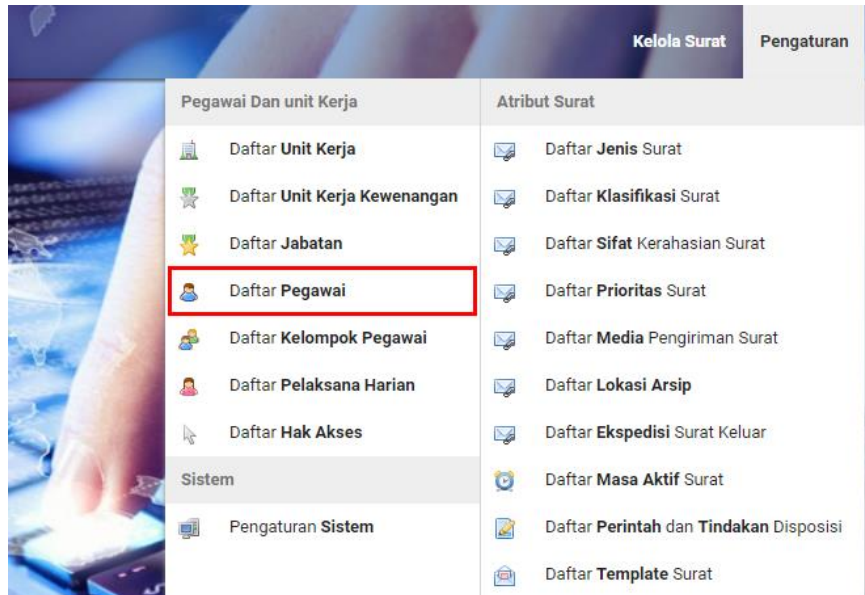 Kelola Surat
Pengaturan
Pegawai Dan unit Kerja
Daftar Unit Kerja
Daftar Unit Kerja Kewenangan
Daftar Jabatan
Daftar Pegawai
Daftar Kelompok Pegawai
Daftar Pelaksana Harian
Daftar Hak Akses
Sistem
Pengaturan Sistem
Atribut Surat
Daftar Jenis Surat
Daftar Klasifikasi Surat
Daftar Sifat Kerahasian Surat
Daftar Prioritas Surat
Daftar Media Pengiriman Surat
Daftar Lokasi Arsip
Daftar Ekspedisi Surat Keluar
Daftar Masa Aktif Surat
Daftar Perintah dan Tindakan Disposisi
Daftar Template Surat